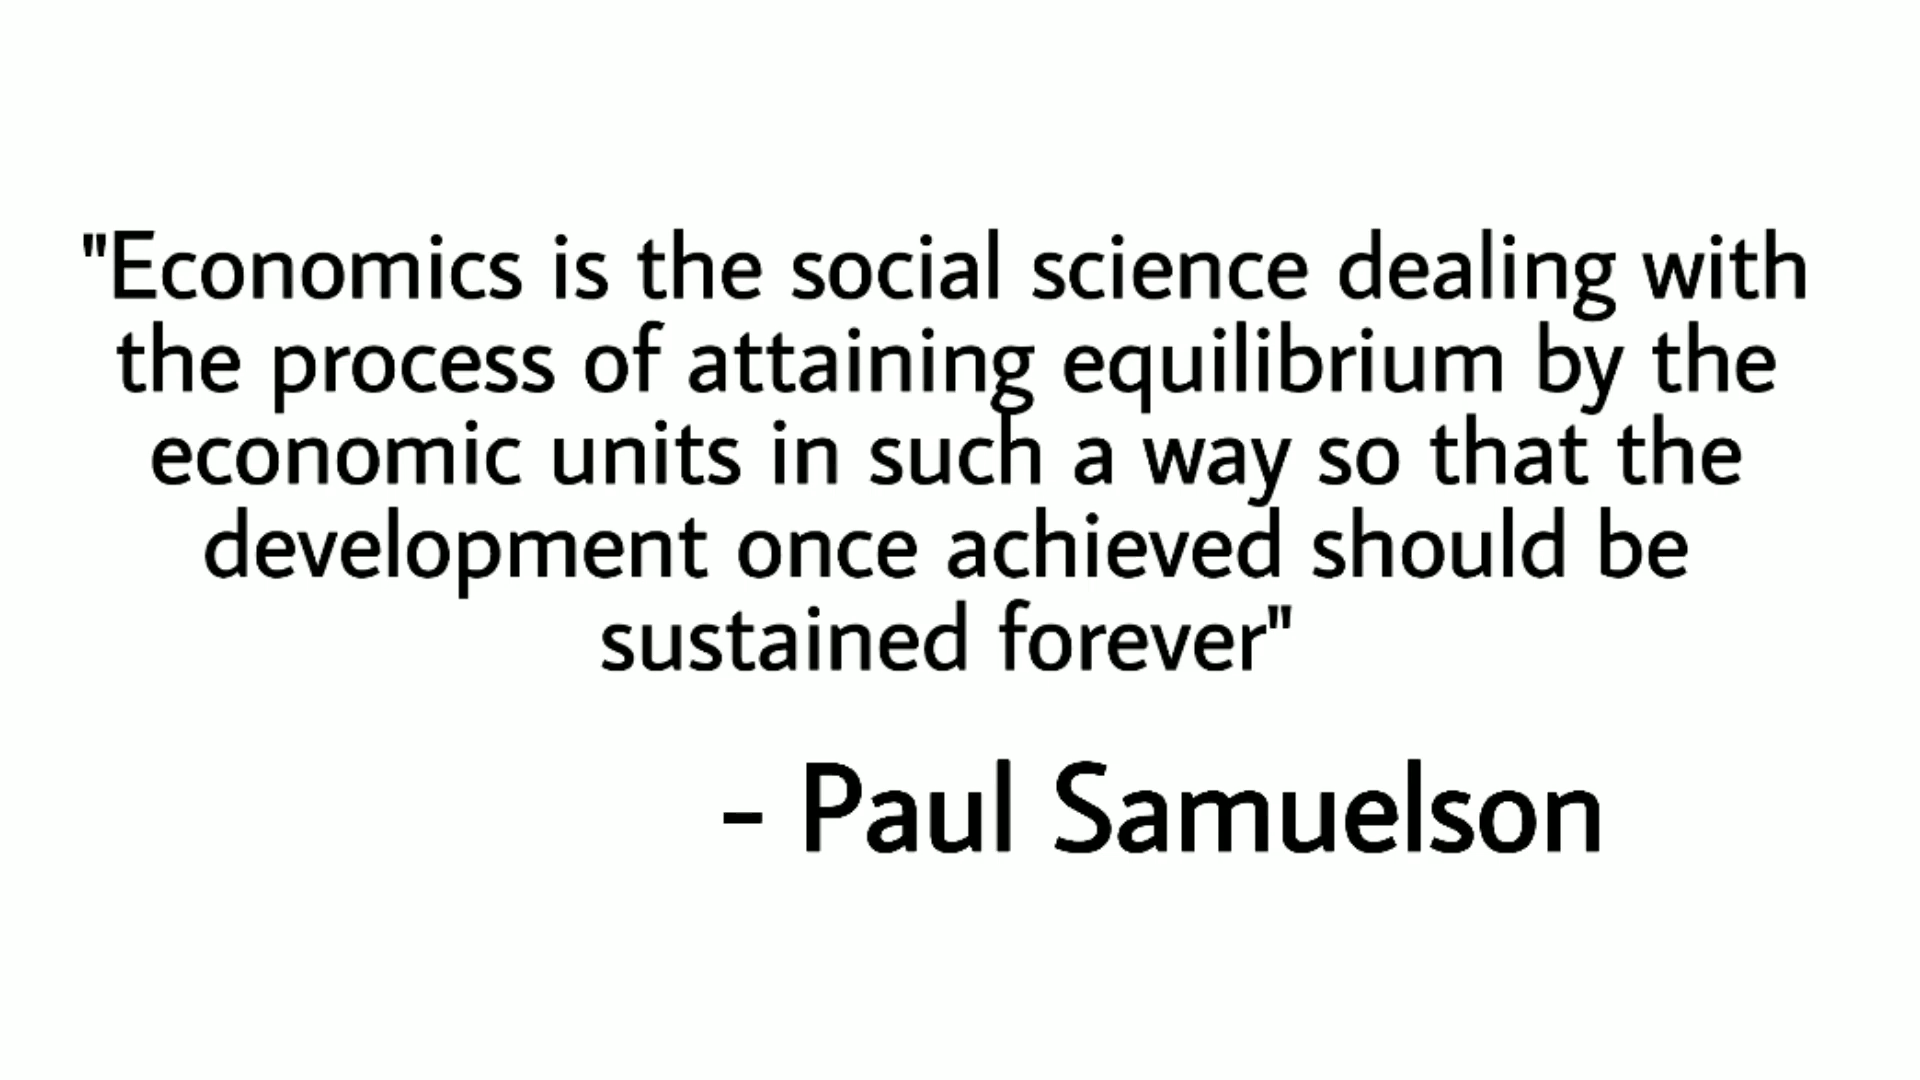 "Economics is the social science dealing with
the process of attaining equilibrium by the
economic units in such a way so that the
development once achieved should be
sustained forever"
- Paul Samuelson